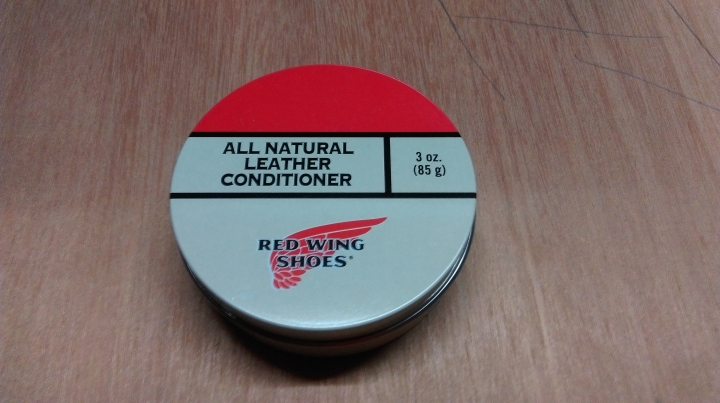 ALL NATURAL
LEATHER
CONDITIONER
3 oz.
(85 g)
RED WING
SHOES®